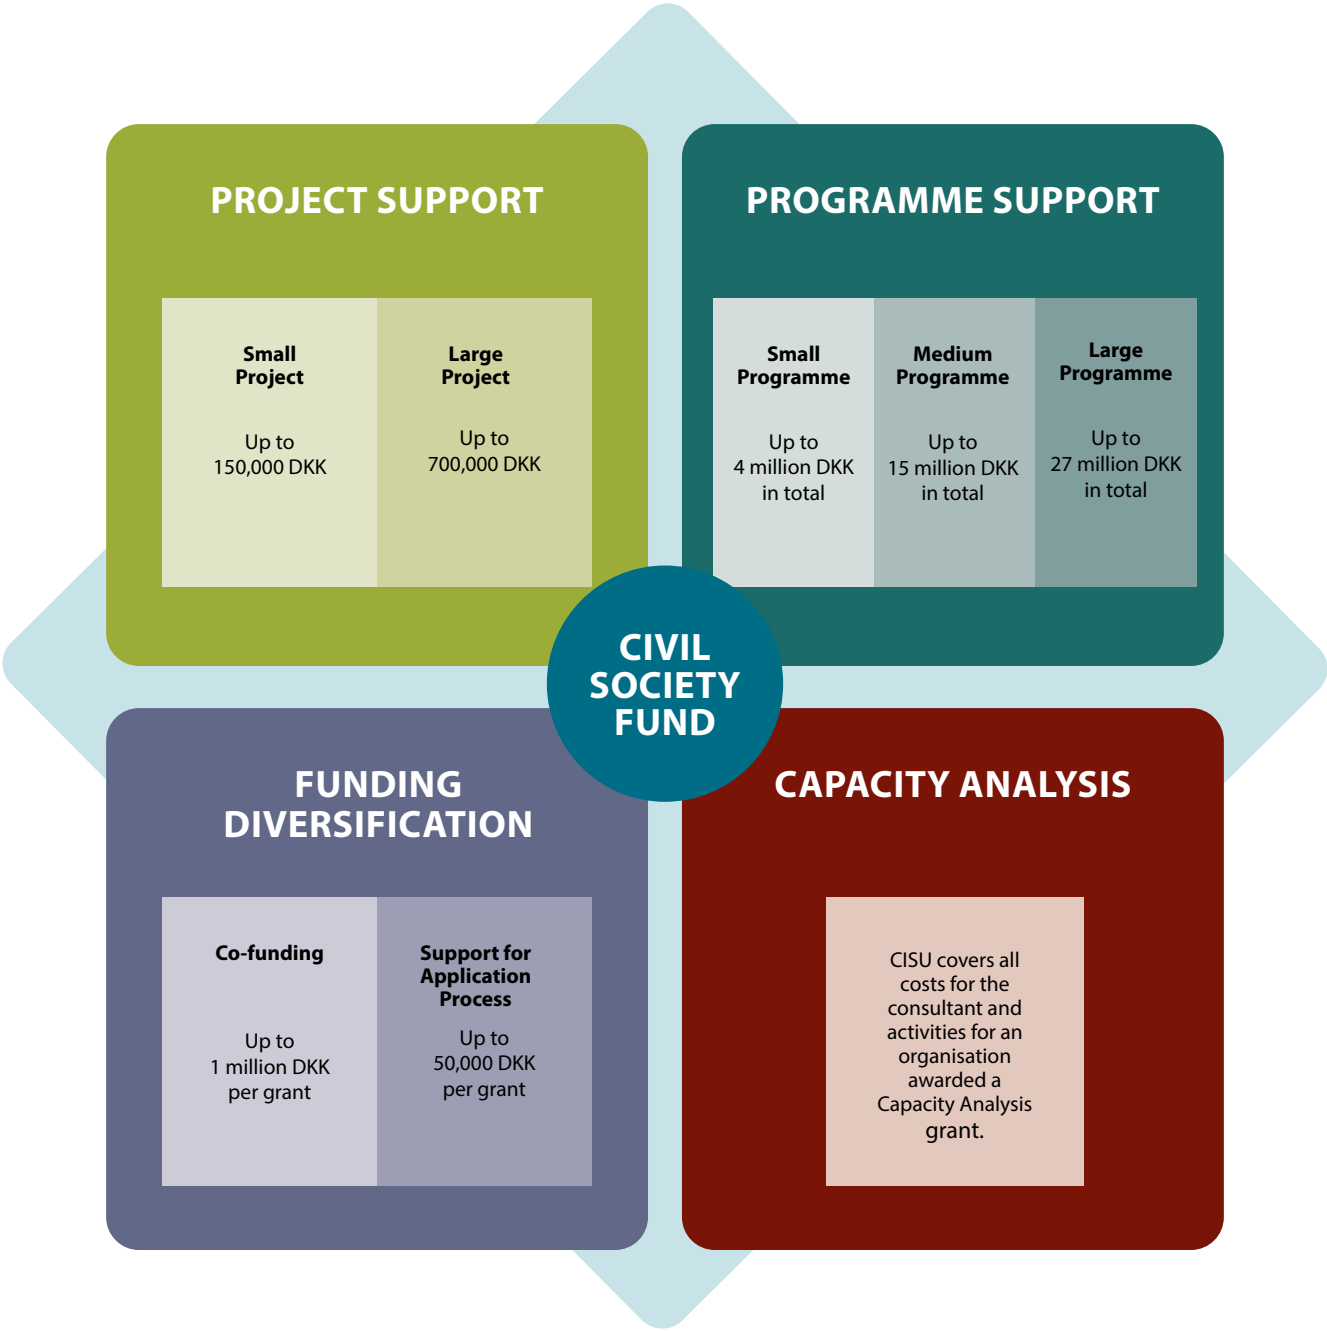 PROJECT SUPPORT
Small
Project
Up to
150,000 DKK
Large
Project
Up to
700,000 DKK
PROGRAMME SUPPORT
Small
Programme
Up to
4 million DKK
in total
Medium
Programme
Up to
15 million DKK
in total
Large
Programme
Up to
27 million DKK
in total
CIVIL
SOCIETY
FUND
FUNDING
DIVERSIFICATION
Co-funding
Up to
1 million DKK
per grant
Support for
Application
Process
Up to
50,000 DKK
per grant
CAPACITY ANALYSIS
CISU covers all
costs for the
consultant and
activities for an
organisation
awarded a
Capacity Analysis
grant.